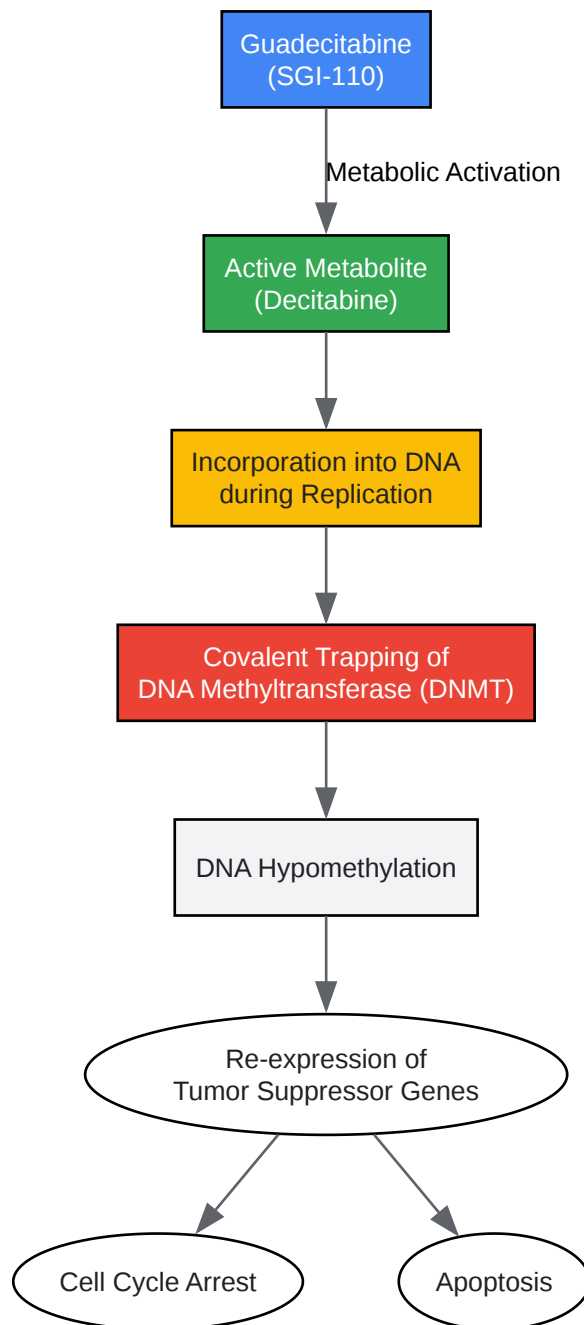 Guadecitabine
(SGI-110)
Metabolic Activation
Active Metabolite
(Decitabine)
Incorporation into DNA
during Replication
Covalent Trapping of
DNA Methyltransferase (DNMT)
DNA Hypomethylation
Re-expression of
Tumor Suppressor Genes
Cell Cycle Arrest
Apoptosis